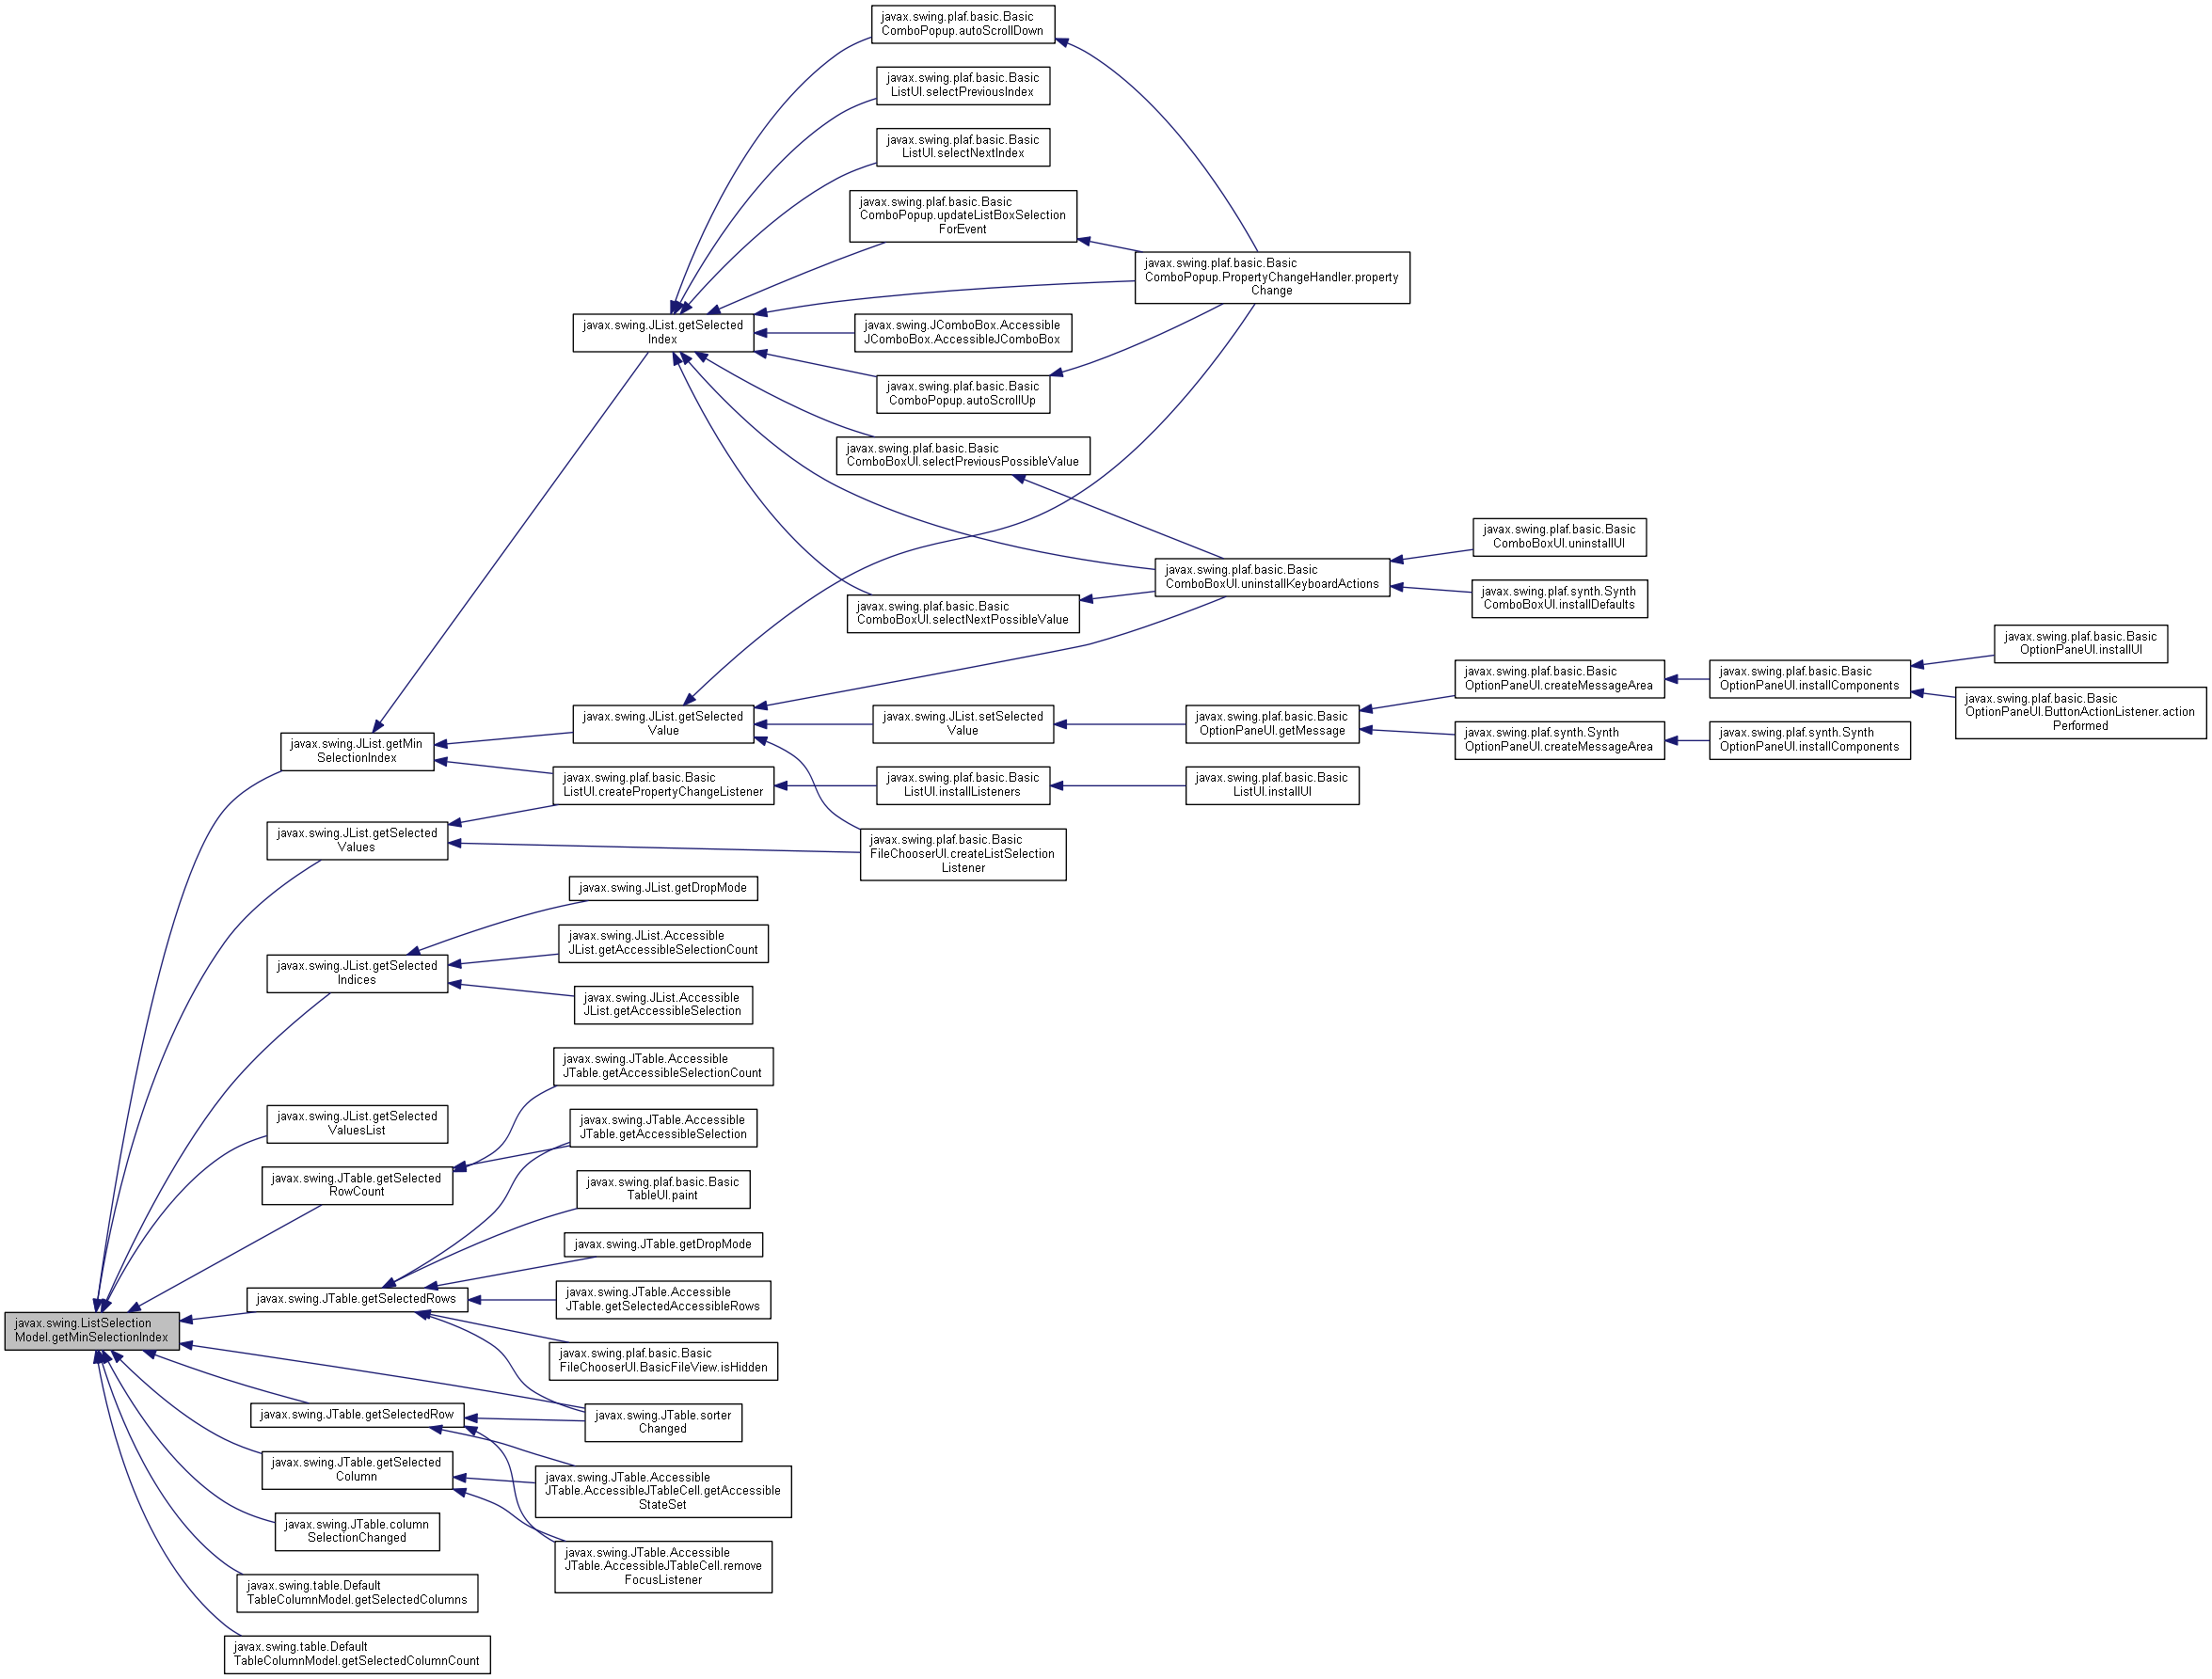 javax.swing.plaf.basic.Basic
ComboPopup.autoScrollDown
javax.swing.plaf.basic.Basic
ListUI.selectPreviousIndex
javax.swing.plaf.basic.Basic
ListUI.selectNextIndex
javax.swing.plaf.basic.Basic
ComboPopup.updateListBoxSelection
ForEvent
javax.swing.plaf.basic.Basic
ComboPopup.PropertyChangeHandler.property
Change
javax.swing.JList.getSelected
Index
javax.swing.JComboBox.Accessible
JComboBox.AccessibleJComboBox
javax.swing.plaf.basic.Basic
ComboPopup.autoScrollUp
javax.swing.plaf.basic.Basic
ComboBoxUI.selectPreviousPossibleValue
javax.swing.plaf.basic.Basic
ComboBoxUI.uninstallUI
javax.swing.plaf.basic.Basic
ComboBoxUI.uninstallKeyboardActions
javax.swing.plaf.synth.Synth
ComboBoxUI.installDefaults
javax.swing.plaf.basic.Basic
ComboBoxUI.selectNextPossibleValue
javax.swing.plaf.basic.Basic
OptionPaneUI.installUI
javax.swing.plaf.basic.Basic
OptionPaneUI.createMessageArea
javax.swing.plaf.basic.Basic
OptionPaneUI.installComponents
javax.swing.plaf.basic.Basic
OptionPaneUI.ButtonActionListener.action
Performed
javax.swing.JList.getSelected
Value
javax.swing.JList.setSelected
Value
javax.swing.plaf.basic.Basic
OptionPaneUI.getMessage
javax.swing.plaf.synth.Synth
OptionPaneUI.createMessageArea
javax.swing.plaf.synth.Synth
OptionPaneUI.installComponents
javax.swing.JList.getMin
SelectionIndex
javax.swing.plaf.basic.Basic
ListUI.createPropertyChangeListener
javax.swing.plaf.basic.Basic
ListUI.installListeners
javax.swing.plaf.basic.Basic
ListUI.installUI
javax.swing.JList.getSelected
Values
javax.swing.plaf.basic.Basic
FileChooserUI.createListSelection
Listener
javax.swing.JList.getDropMode
javax.swing.JList.Accessible
JList.getAccessibleSelectionCount
javax.swing.JList.getSelected
Indices
javax.swing.JList.Accessible
JList.getAccessibleSelection
javax.swing.JTable.Accessible
JTable.getAccessibleSelectionCount
javax.swing.JList.getSelected
ValuesList
javax.swing.JTable.Accessible
JTable.getAccessibleSelection
javax.swing.JTable.getSelected
RowCount
javax.swing.plaf.basic.Basic
TableUI.paint
javax.swing.JTable.getDropMode
javax.swing.JTable.getSelectedRows
javax.swing.JTable.Accessible
JTable.getSelectedAccessibleRows
javax.swing.ListSelection
Model.getMinSelectionIndex
javax.swing.plaf.basic.Basic
FileChooserUI.BasicFileView.isHidden
javax.swing.JTable.getSelectedRow
javax.swing.JTable.sorter
Changed
javax.swing.JTable.getSelected
Column
javax.swing.JTable.Accessible
JTable.AccessibleJTableCell.getAccessible
StateSet
javax.swing.JTable.column
SelectionChanged
javax.swing.JTable.Accessible
JTable.AccessibleJTableCell.remove
FocusListener
javax.swing.table.Default
TableColumnModel.getSelectedColumns
javax.swing.table.Default
TableColumnModel.getSelectedColumnCount